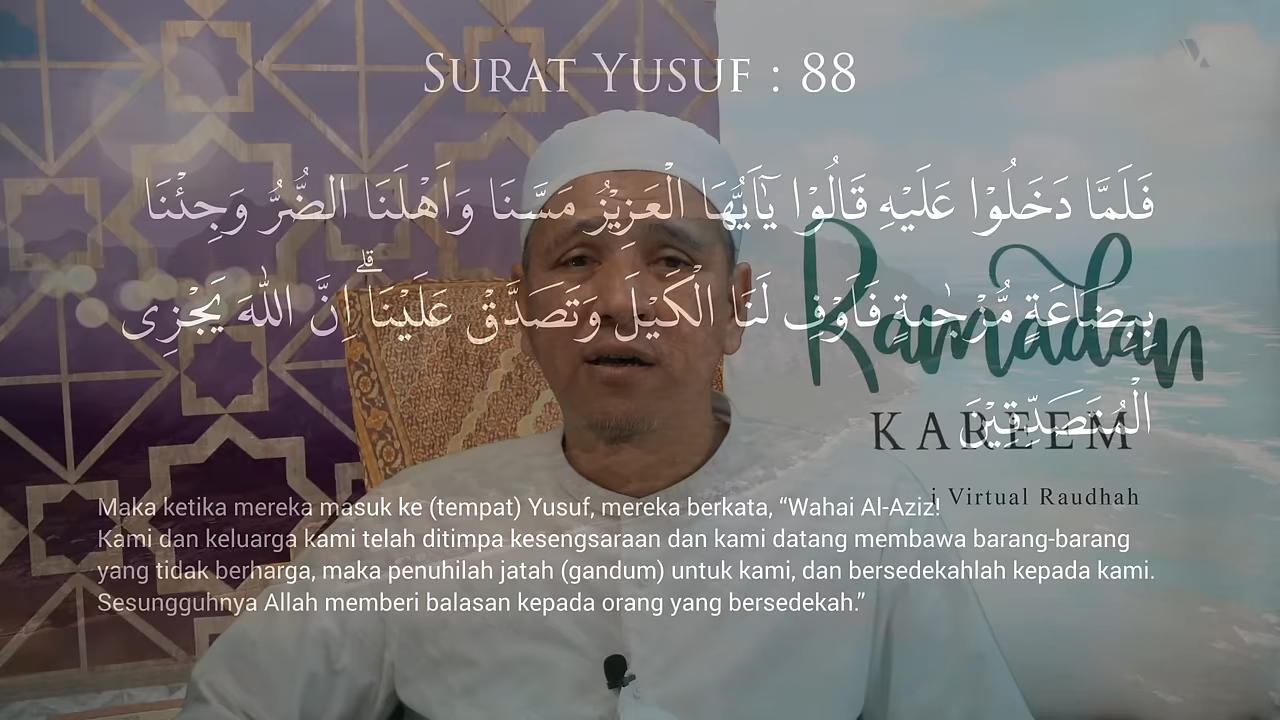 SURAT YUSUF : 88
فَلَمَّا دَخَلُوْا عَلَيْهِ قَالُوْا يٰٓاَيُّهَا الْعَزِيْزُ مَسَّنَا وَاَهْلَنَا الضُّرُّ وَجِئْنَا
بِبِضَاعَةٍ مُّزْجٰىةٍ فَاَوْفِ لَنَا الْكَيْلَ وَتَصَدَّقْ عَلَيْنَاۗ اِنَّ اللّٰهَ يَجْزِى
الْمُتَصَدِّقِيْنَ
Ramadan
KAREEM
i Virtual Raudhah
Maka ketika mereka masuk ke (tempat) Yusuf, mereka berkata, “Wahai Al-Aziz!
Kami dan keluarga kami telah ditimpa kesengsaraan dan kami datang membawa barang-barang
yang tidak berharga, maka penuhilah jatah (gandum) untuk kami, dan bersedekahlah kepada kami.
Sesungguhnya Allah memberi balasan kepada orang yang bersedekah.”